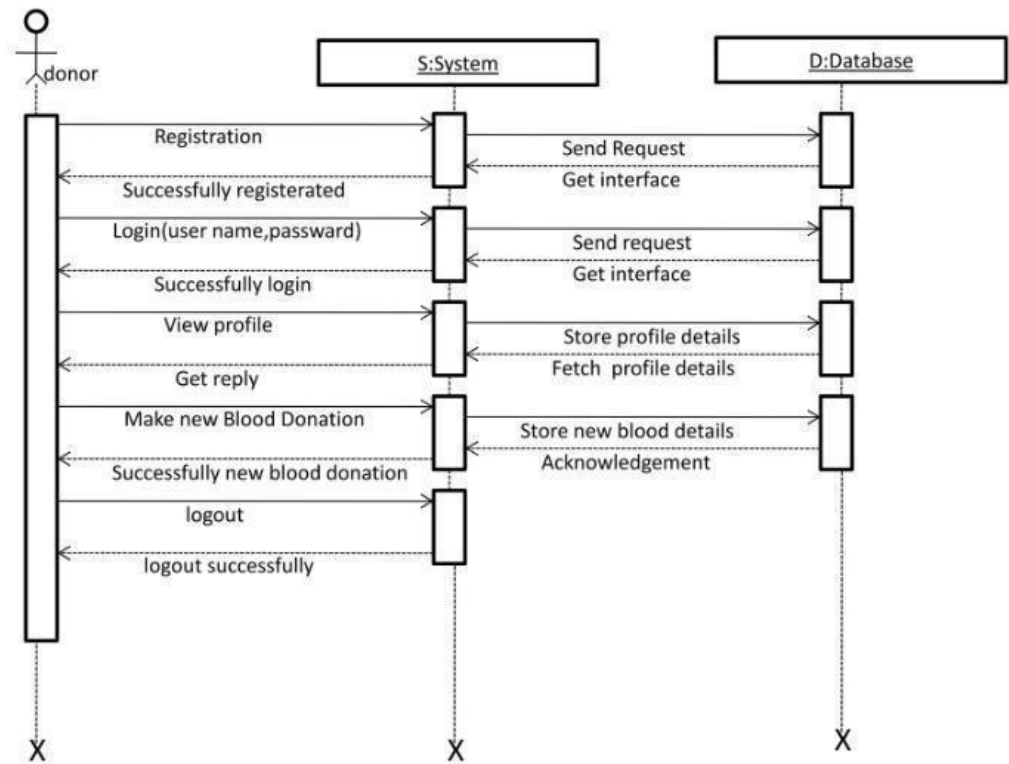 donor
S:System
D:Database
Registration
Send Request
Get interface
Successfully registerated
Login(user name,passward)
Send request
Get interface
Successfully login
View profile
Store profile details
Fetch profile details
Get reply
Make new Blood Donation
Store new blood details
Acknowledgement
Successfully new blood donation
logout
logout successfully
X
X
X